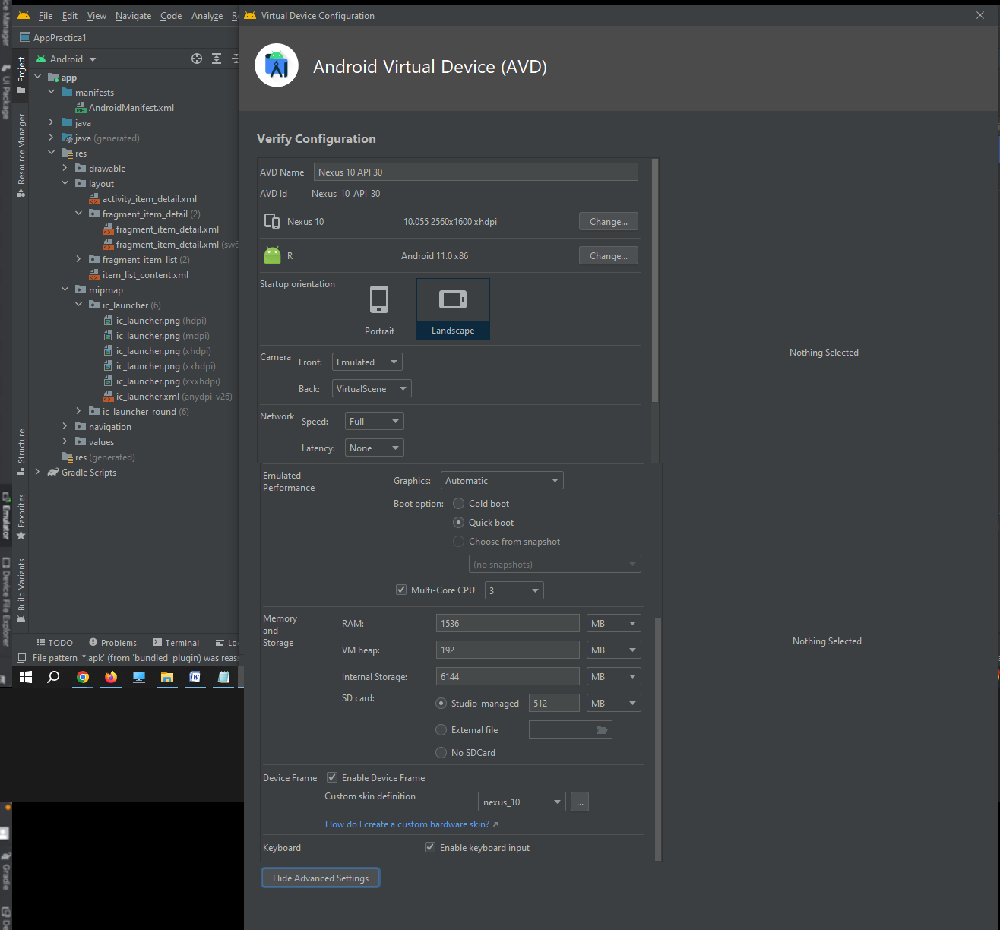 File Edit View Navigate Code Analyze
Virtual Device Configuration
AppPractica1
Android
Android Virtual Device (AVD)
Project
Resource Manager
Structure
Favorites
Build Variants
UI Package
Emulator
Device File Explorer
Gradle
app
manifests
AndroidManifest.xml
java
java (generated)
res
drawable
layout
activity_item_detail.xml
fragment_item_detail (2)
fragment_item_detail.xml
fragment_item_detail.xml (sw6
fragment_item_list (2)
item_list_content.xml
mipmap
ic_launcher (6)
ic_launcher.png (hdpi)
ic_launcher.png (mdpi)
ic_launcher.png (xhdpi)
ic_launcher.png (xxhdpi)
ic_launcher.png (xxxhdpi)
ic_launcher.xml (anydpi-v26)
ic_launcher_round (6)
navigation
values
res (generated)
Gradle Scripts
TODO Problems Terminal Lo
File pattern '*.apk' (from 'bundled' plugin) was reas
Verify Configuration
AVD Name Nexus 10 API 30
AVD Id Nexus_10_API_30
Nexus 10 10.055 2560x1600 xhdpi Change...
R Android 11.0 x86 Change...
Startup orientation
Portrait Landscape
Camera Front: Emulated
Back: VirtualScene
Network Speed: Full
Latency: None
Emulated
Performance
Graphics: Automatic
Boot option: Cold boot
Quick boot
Choose from snapshot
(no snapshots)
Multi-Core CPU 3
Memory
and
Storage
RAM: 1536 MB
VM heap: 192 MB
Internal Storage: 6144 MB
SD card:
Studio-managed 512 MB
External file
No SDCard
Device Frame Enable Device Frame
Custom skin definition nexus_10 ...
How do I create a custom hardware skin?
Keyboard Enable keyboard input
Hide Advanced Settings
Nothing Selected
Nothing Selected